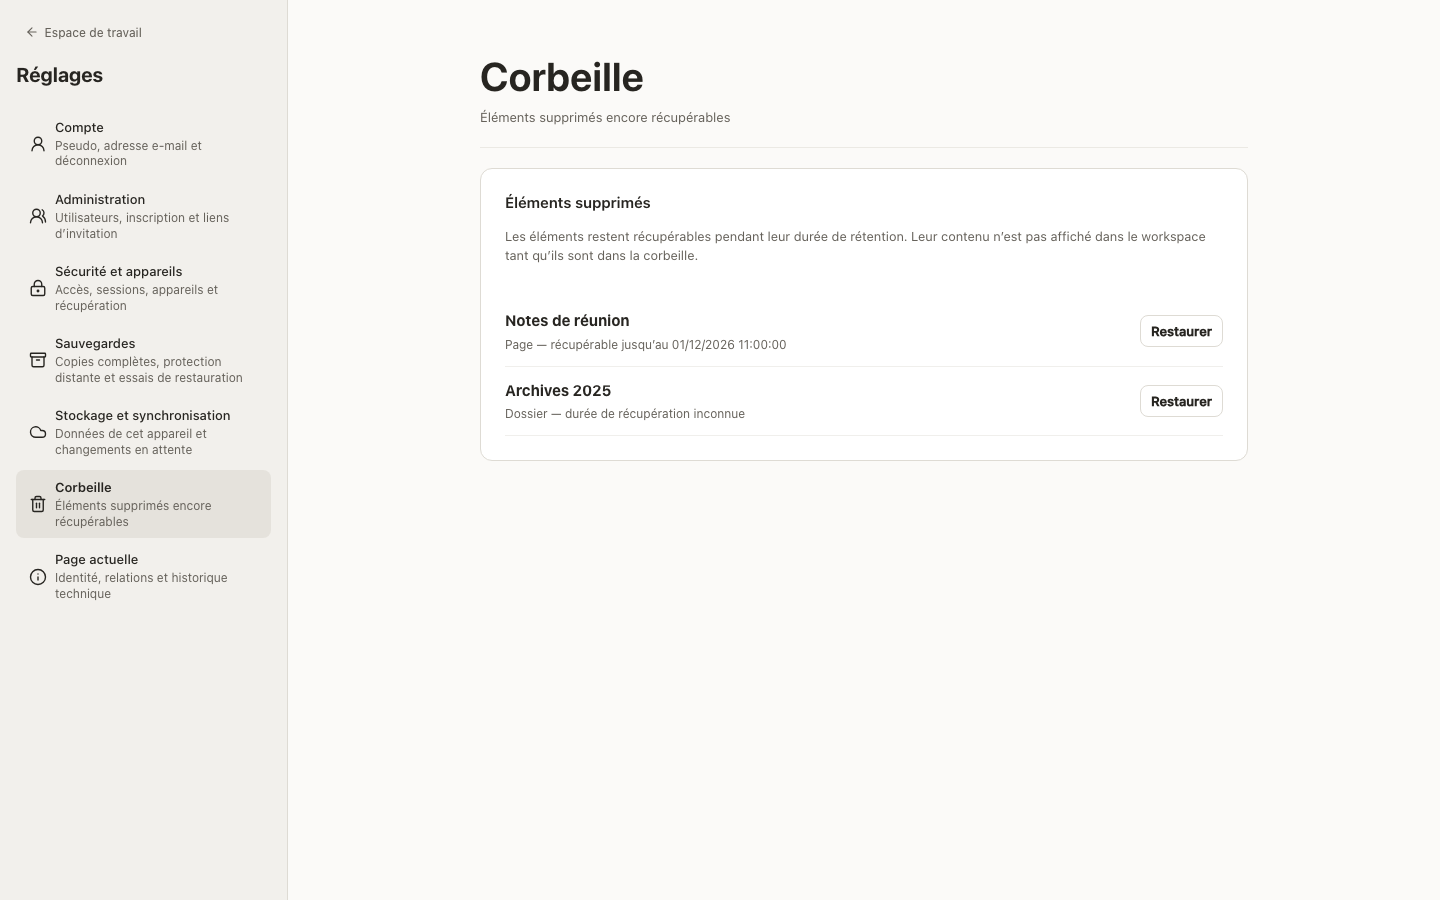 Espace de travail
Réglages
Compte
Pseudo, adresse e-mail et
déconnexion
Administration
Utilisateurs, inscription et liens
d’invitation
Sécurité et appareils
Accès, sessions, appareils et
récupération
Sauvegardes
Copies complètes, protection
distante et essais de restauration
Stockage et synchronisation
Données de cet appareil et
changements en attente
Corbeille
Éléments supprimés encore
récupérables
Page actuelle
Identité, relations et historique
technique
Corbeille
Éléments supprimés encore récupérables
Éléments supprimés
Les éléments restent récupérables pendant leur durée de rétention. Leur contenu n’est pas affiché dans le workspace
tant qu’ils sont dans la corbeille.
Notes de réunion
Page — récupérable jusqu’au 01/12/2026 11:00:00
Restaurer
Archives 2025
Dossier — durée de récupération inconnue
Restaurer